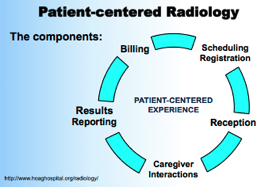 Patient-centered Radiology
The components:
Billing
Scheduling
Registration
PATIENT-CENTERED
EXPERIENCE
Results
Reporting
Reception
Caregiver
Interactions
http://www.hoaghospital.org/radiology/